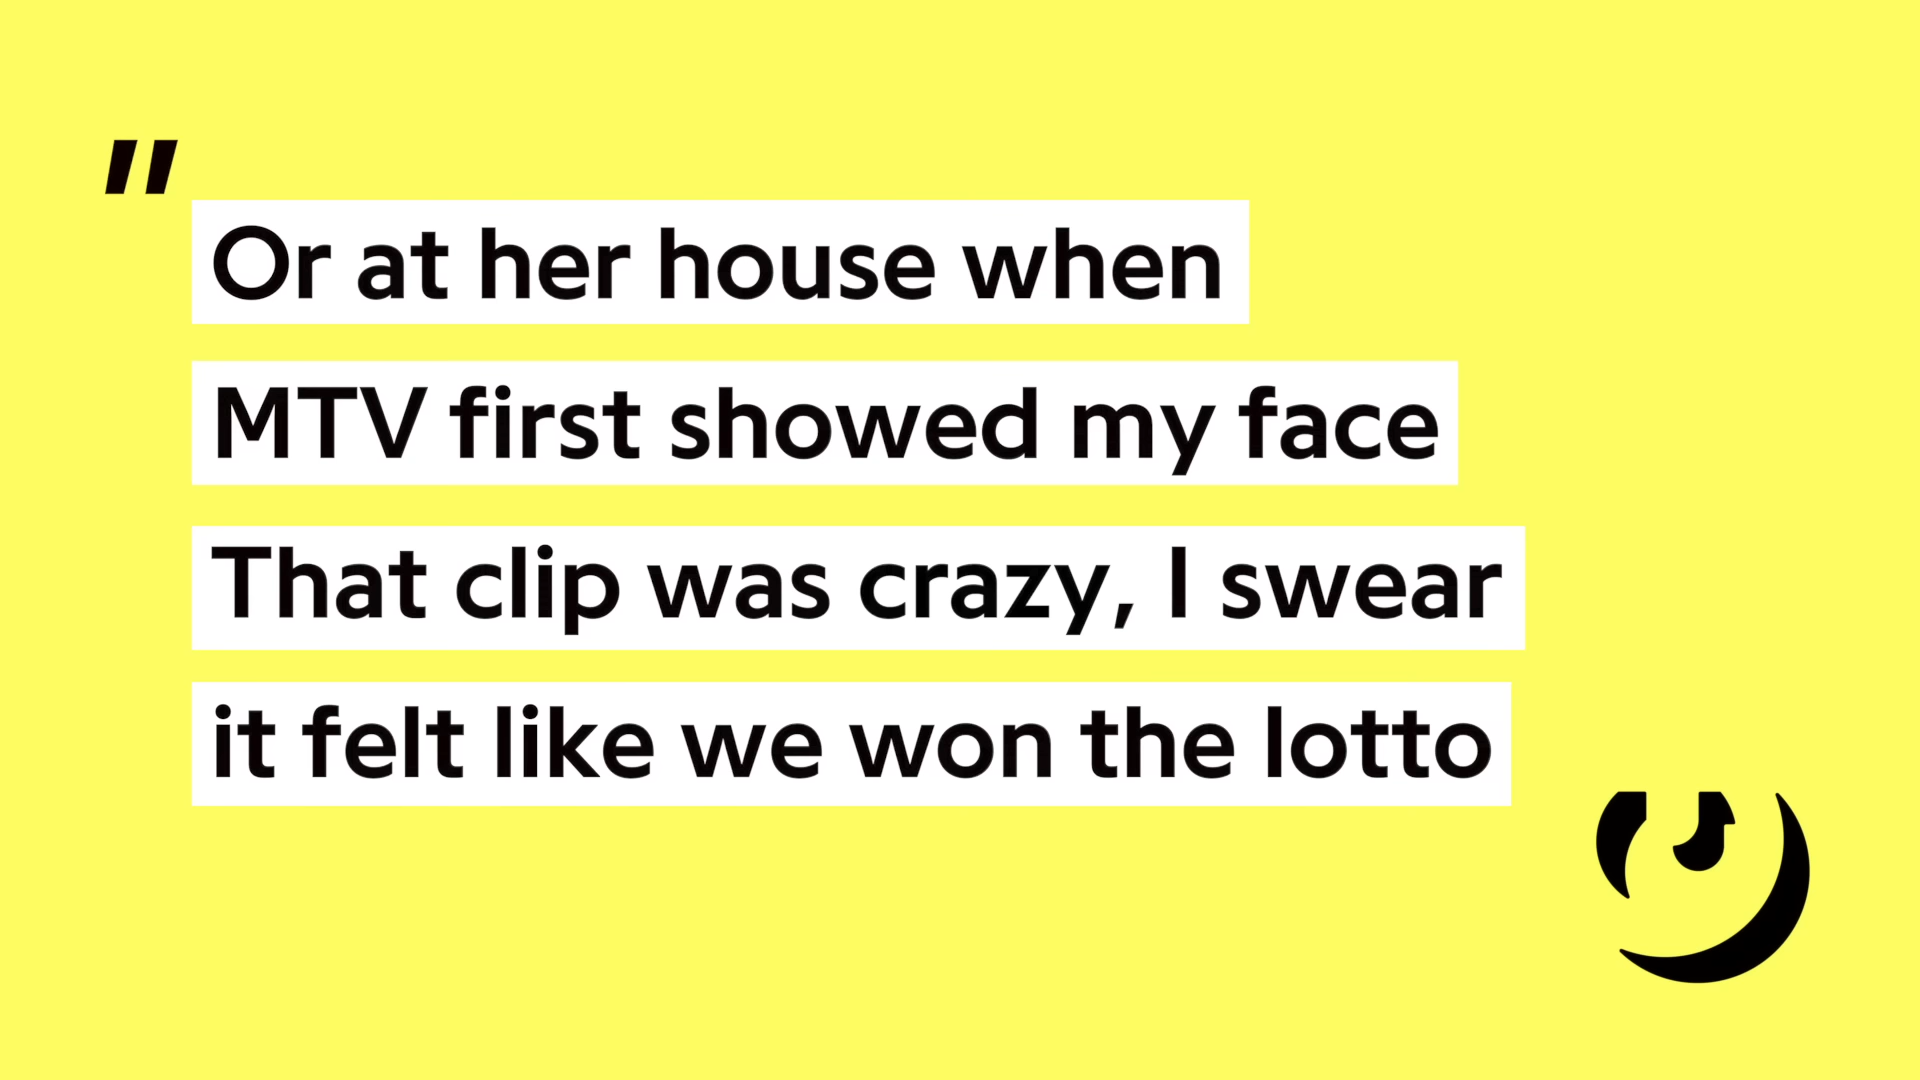 "
Or at her house when
MTV first showed my face
That clip was crazy, I swear
it felt like we won the lotto